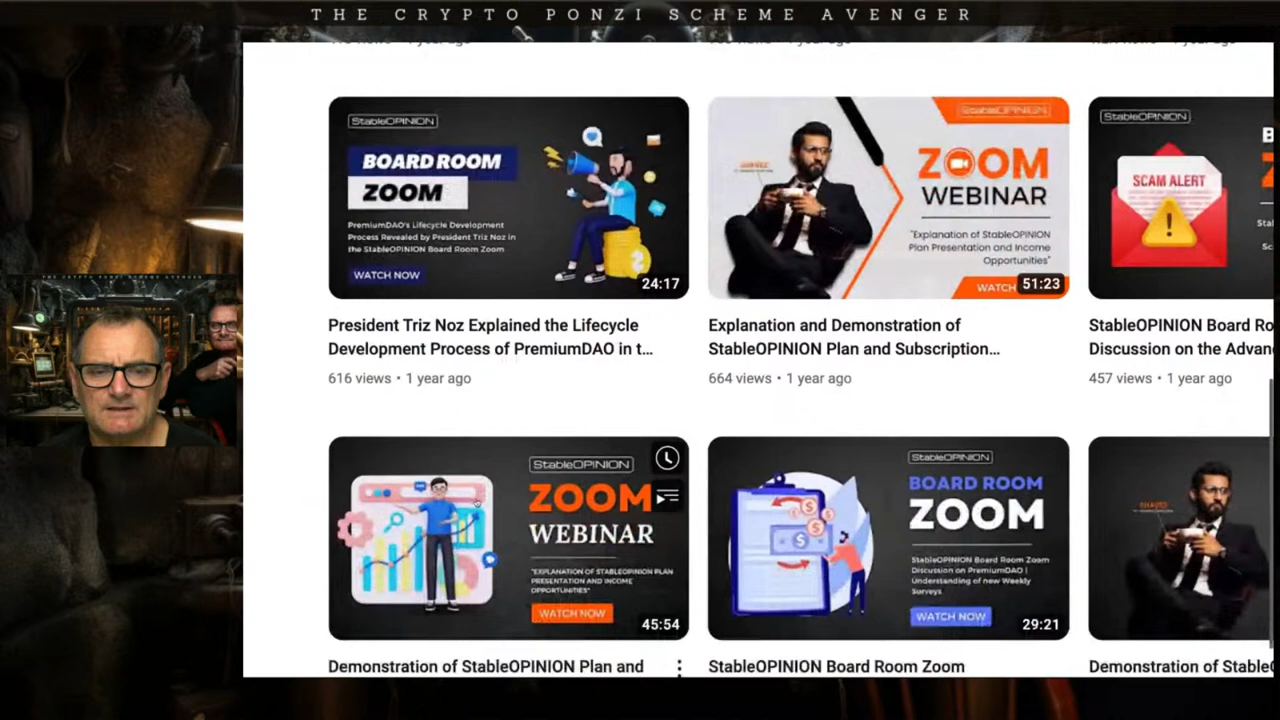 THE CRYPTO PONZI SCHEME AVENGER
StableOPINION
BOARD ROOM
ZOOM
PremiumDAO's Lifecycle Development
Process Revealed by President Triz Noz in
the StableOPINION Board Room Zoom
WATCH NOW
24:17
StableOPINION
ZOOM
WEBINAR
"Explanation of StableOPINION
Plan Presentation and Income
Opportunities"
WATCH
51:23
StableOPINION
SCAM ALERT
President Triz Noz Explained the Lifecycle
Development Process of PremiumDAO in t...
616 views • 1 year ago
Explanation and Demonstration of
StableOPINION Plan and Subscription...
664 views • 1 year ago
StableOPINION Board Ro
Discussion on the Advan
457 views • 1 year ago
StableOPINION
ZOOM
WEBINAR
"EXPLANATION OF STABLEOPINION PLAN
PRESENTATION AND INCOME
OPPORTUNITIES"
WATCH NOW
45:54
StableOPINION
BOARD ROOM
ZOOM
StableOPINION Board Room Zoom
Discussion on PremiumDAO |
Understanding of new Weekly
Surveys
WATCH NOW
29:21
Demonstration of StableOPINION Plan and
StableOPINION Board Room Zoom
Demonstration of Stable
THE CRYPTO PONZI SCHEME AVENGER